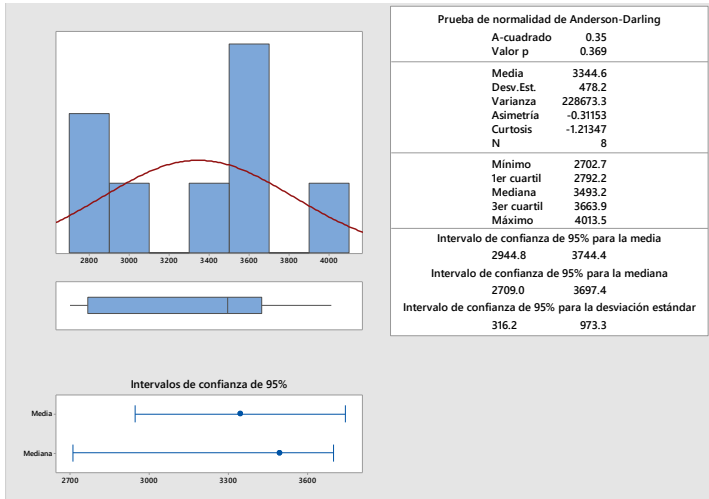 Prueba de normalidad de Anderson-Darling
A-cuadrado 0.35
Valor p 0.369
Media 3344.6
Desv.Est. 478.2
Varianza 228673.3
Asimetría -0.31153
Curtosis -1.21347
N 8
Mínimo 2702.7
1er cuartil 2792.2
Mediana 3493.2
3er cuartil 3663.9
Máximo 4013.5
Intervalo de confianza de 95% para la media
2944.8 3744.4
Intervalo de confianza de 95% para la mediana
2709.0 3697.4
Intervalo de confianza de 95% para la desviación estándar
316.2 973.3
2800 3000 3200 3400 3600 3800 4000
Intervalos de confianza de 95%
Media
Mediana
2700 3000 3300 3600